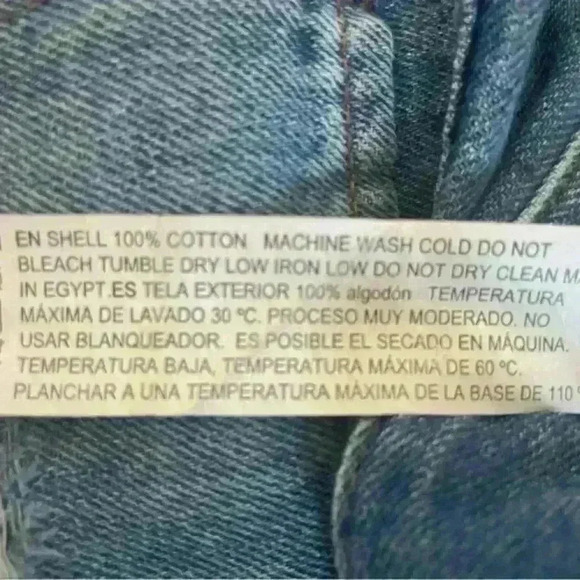 EN SHELL 100% COTTON MACHINE WASH COLD DO NOT
BLEACH TUMBLE DRY LOW IRON LOW DO NOT DRY CLEAN MA
IN EGYPT.ES TELA EXTERIOR 100% algodón TEMPERATURA
MÁXIMA DE LAVADO 30 ºC. PROCESO MUY MODERADO. NO
USAR BLANQUEADOR. ES POSIBLE EL SECADO EN MÁQUINA.
TEMPERATURA BAJA, TEMPERATURA MÁXIMA DE 60 ºC.
PLANCHAR A UNA TEMPERATURA MÁXIMA DE LA BASE DE 110 º